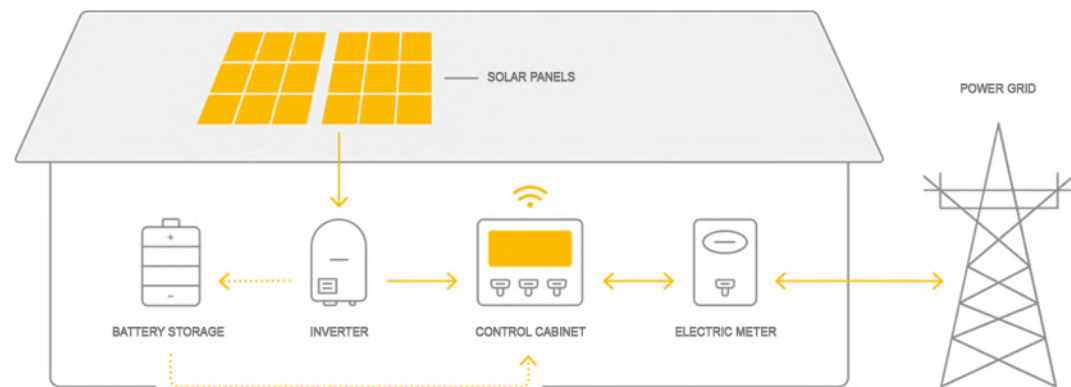 SOLAR PANELS
POWER GRID
BATTERY STORAGE
INVERTER
CONTROL CABINET
ELECTRIC METER